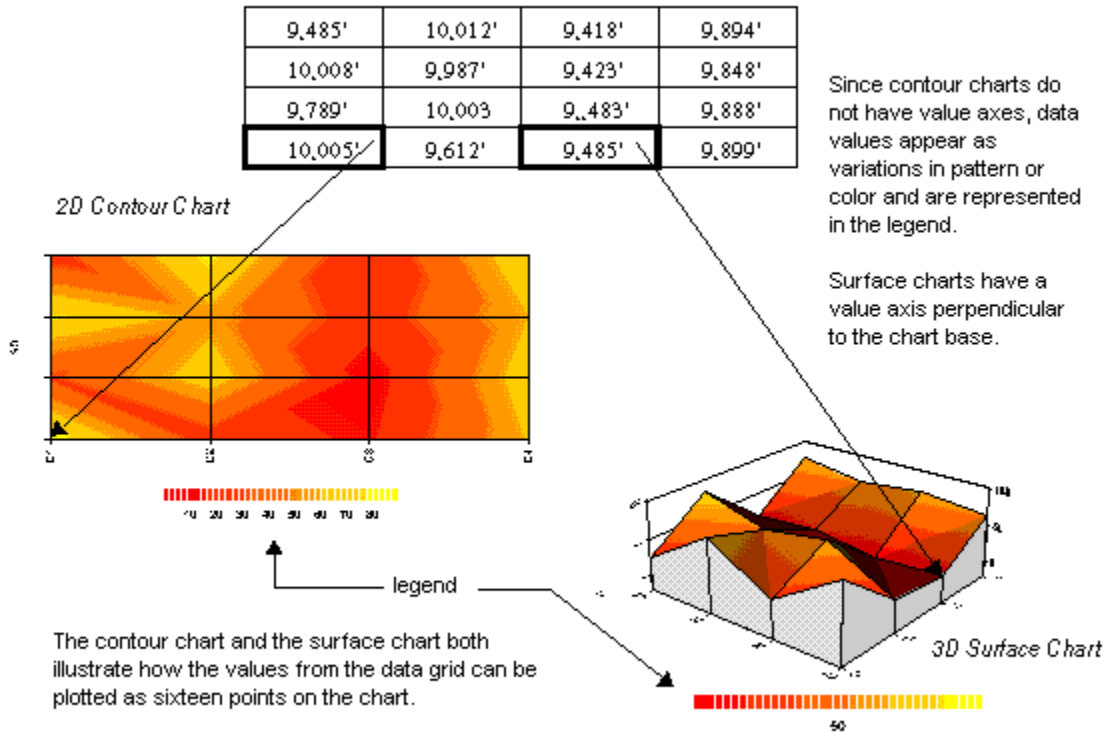 9,485' 10,012' 9,418' 9,894'
10,008' 9,987' 9,423' 9,848'
9,789' 10,003 9,,483' 9,888'
10,005' 9,612' 9,485' 9,899'
Since contour charts do
not have value axes, data
values appear as
variations in pattern or
color and are represented
in the legend.
Surface charts have a
value axis perpendicular
to the chart base.
2D Contour Chart
10 20 30 40 50 60 70 80
legend
The contour chart and the surface chart both
illustrate how the values from the data grid can be
plotted as sixteen points on the chart.
3D Surface Chart
50